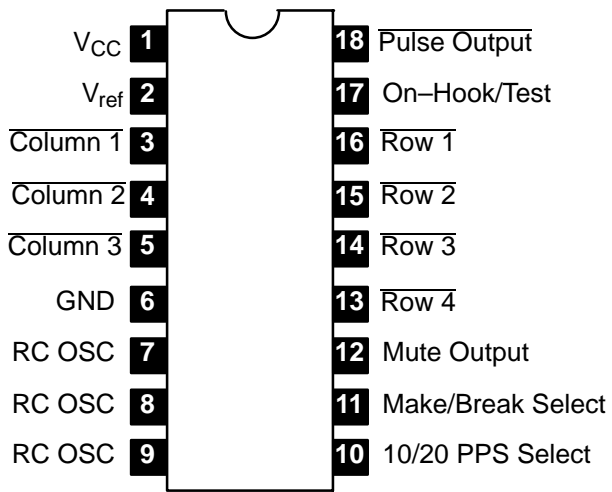 VCC 1 18 Pulse Output
Vref 2 17 On–Hook/Test
Column 1 3 16 Row 1
Column 2 4 15 Row 2
Column 3 5 14 Row 3
GND 6 13 Row 4
RC OSC 7 12 Mute Output
RC OSC 8 11 Make/Break Select
RC OSC 9 10 10/20 PPS Select